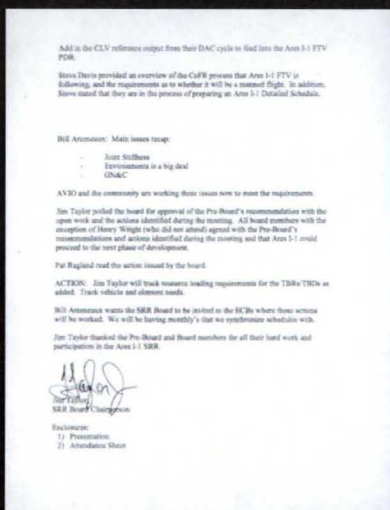 Add in the CLV reference output from their DAC cycle to feed into the Ares I-1 FTV
PDR.
Steve Davis provided an overview of the CoFR process that Ares I-1 FTV is
following, and the requirements as to whether it will be a manned flight. In addition,
Steve stated that they are in the process of preparing an Ares I-1 Detailed Schedule.
Bill Arceneaux: Main issues recap:
- Joint Stiffness
- Environments is a big deal
- GN&C
AVIO and the community are working these issues now to meet the requirements.
Jim Taylor polled the board for approval of the Pre-Board's recommendation with the
open work and the actions identified during the meeting. All board members with the
exception of Henry Wright (who did not attend) agreed with the Pre-Board's
recommendations and actions identified during the meeting and that Ares I-1 could
proceed to the next phase of development.
Pat Ragland read the action issued by the board.
ACTION: Jim Taylor will track resource loading requirements for the TBRs/TBDs as
added. Track vehicle and element needs.
Bill Arceneaux wants the SRR Board to be invited to the ECBs where those actions
will be worked. We will be having monthly's that we synchronize schedules with.
Jim Taylor thanked the Pre-Board and Board members for all their hard work and
participation in the Ares I-1 SRR.
Jim Taylor
SRR Board Chairperson
Enclosures:
1) Presentation
2) Attendance Sheet